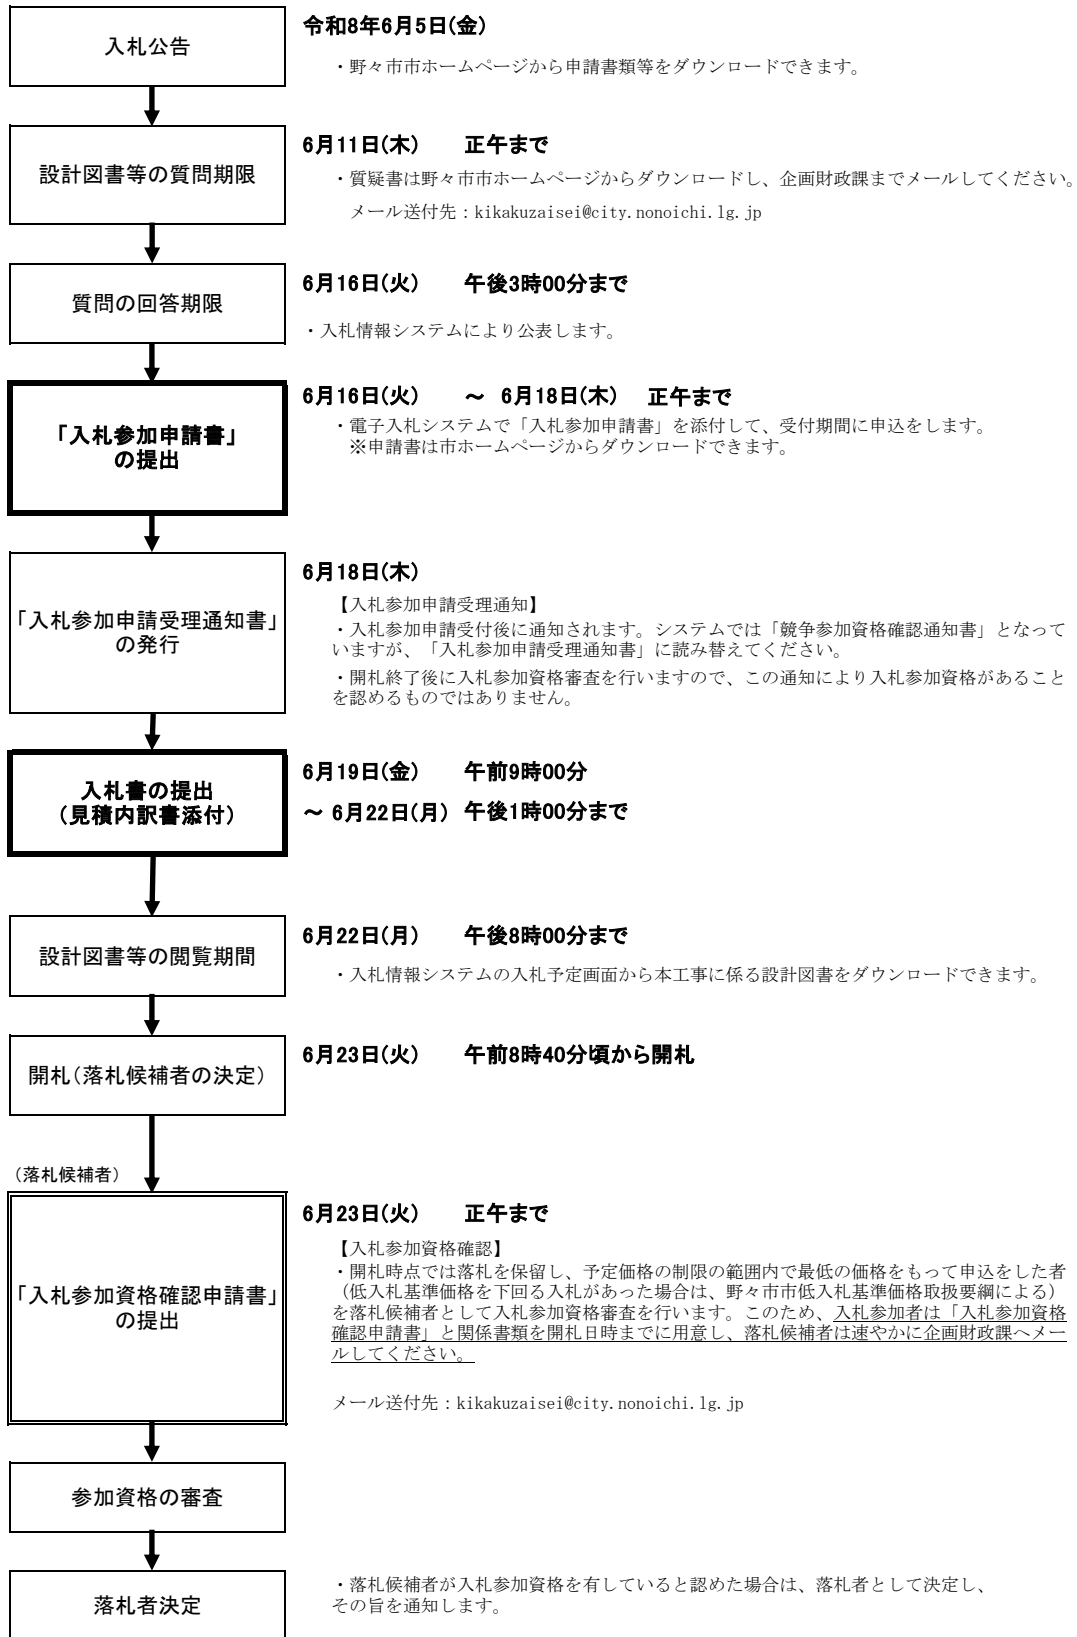 入札公告
令和8年6月5日(金)
・野々市市ホームページから申請書類等をダウンロードできます。
設計図書等の質問期限
6月11日(木) 正午まで
・質疑書は野々市市ホームページからダウンロードし、企画財政課までメールしてください。
メール送付先：kikakuzaisei@city.nonoichi.lg.jp
質問の回答期限
6月16日(火) 午後3時00分まで
・入札情報システムにより公表します。
「入札参加申請書」
の提出
6月16日(火) ～ 6月18日(木) 正午まで
・電子入札システムで「入札参加申請書」を添付して、受付期間に申込をします。
※申請書は市ホームページからダウンロードできます。
「入札参加申請受理通知書」
の発行
6月18日(木)
【入札参加申請受理通知】
・入札参加申請受付後に通知されます。システムでは「競争参加資格確認通知書」となって
いますが、「入札参加申請受理通知書」に読み替えてください。
・開札終了後に入札参加資格審査を行いますので、この通知により入札参加資格があること
を認めるものではありません。
入札書の提出
（見積内訳書添付）
6月19日(金) 午前9時00分
～ 6月22日(月) 午後1時00分まで
設計図書等の閲覧期間
6月22日(月) 午後8時00分まで
・入札情報システムの入札予定画面から本工事に係る設計図書をダウンロードできます。
開札（落札候補者の決定）
6月23日(火) 午前8時40分頃から開札
（落札候補者）
「入札参加資格確認申請書」
の提出
6月23日(火) 正午まで
【入札参加資格確認】
・開札時点では落札を保留し、予定価格の制限の範囲内で最低の価格をもって申込をした者
（低入札基準価格を下回る入札があった場合は、野々市市低入札基準価格取扱要綱による）
を落札候補者として入札参加資格審査を行います。このため、入札参加者は「入札参加資格
確認申請書」と関係書類を開札日時までに用意し、落札候補者は速やかに企画財政課へメー
ルしてください。
メール送付先：kikakuzaisei@city.nonoichi.lg.jp
参加資格の審査
落札者決定
・落札候補者が入札参加資格を有していると認めた場合は、落札者として決定し、
その旨を通知します。